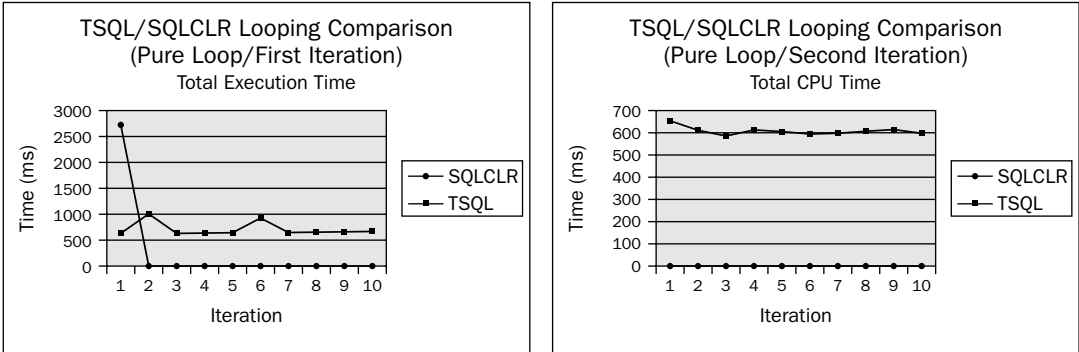 TSQL/SQLCLR Looping Comparison
(Pure Loop/First Iteration)
Total Execution Time
3000
2500
2000
1500
1000
500
0
Time (ms)
1 2 3 4 5 6 7 8 9 10
Iteration
SQLCLR
TSQL
TSQL/SQLCLR Looping Comparison
(Pure Loop/Second Iteration)
Total CPU Time
700
600
500
400
300
200
100
0
Time (ms)
1 2 3 4 5 6 7 8 9 10
Iteration
SQLCLR
TSQL